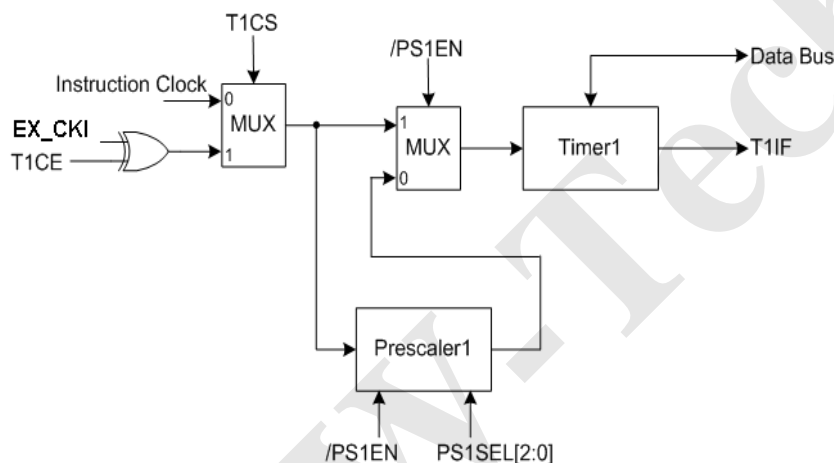 T1CS
/PS1EN
Data Bus
Instruction Clock
0
MUX
1
EX_CKI
T1CE
1
MUX
0
Timer1
T1IF
Prescaler1
/PS1EN
PS1SEL[2:0]
W-Tech